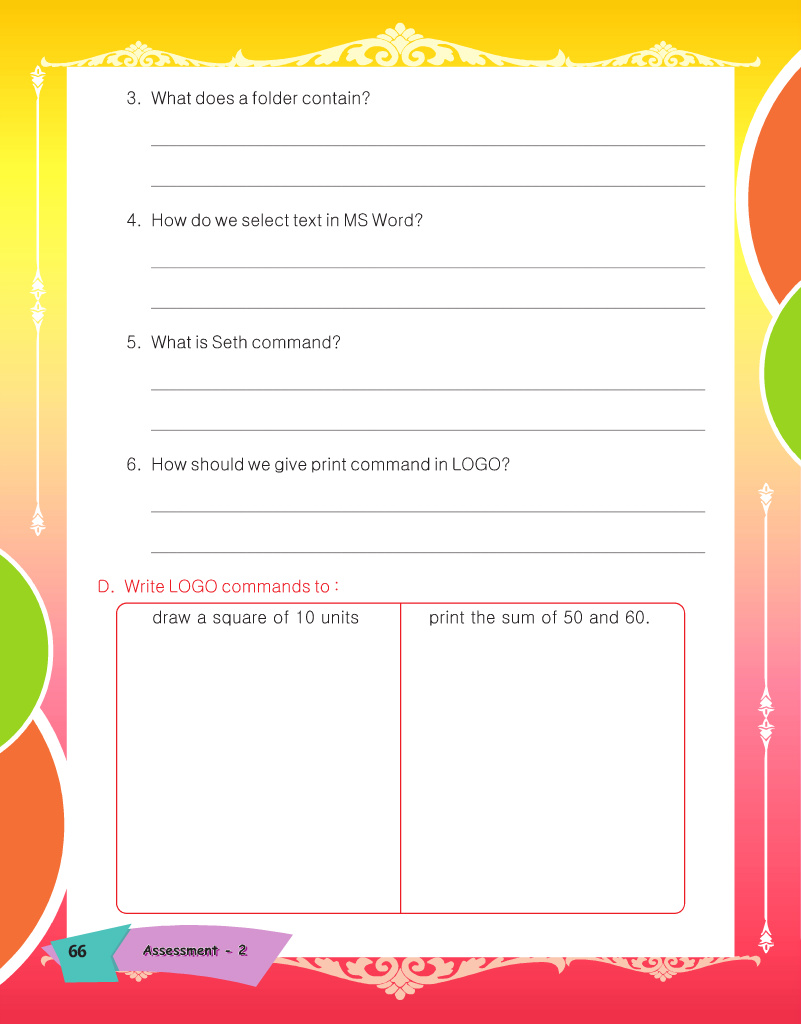 3. What does a folder contain?
4. How do we select text in MS Word?
5. What is Seth command?
6. How should we give print command in LOGO?
D. Write LOGO commands to :
draw a square of 10 units
print the sum of 50 and 60.
66
Assessment - 2